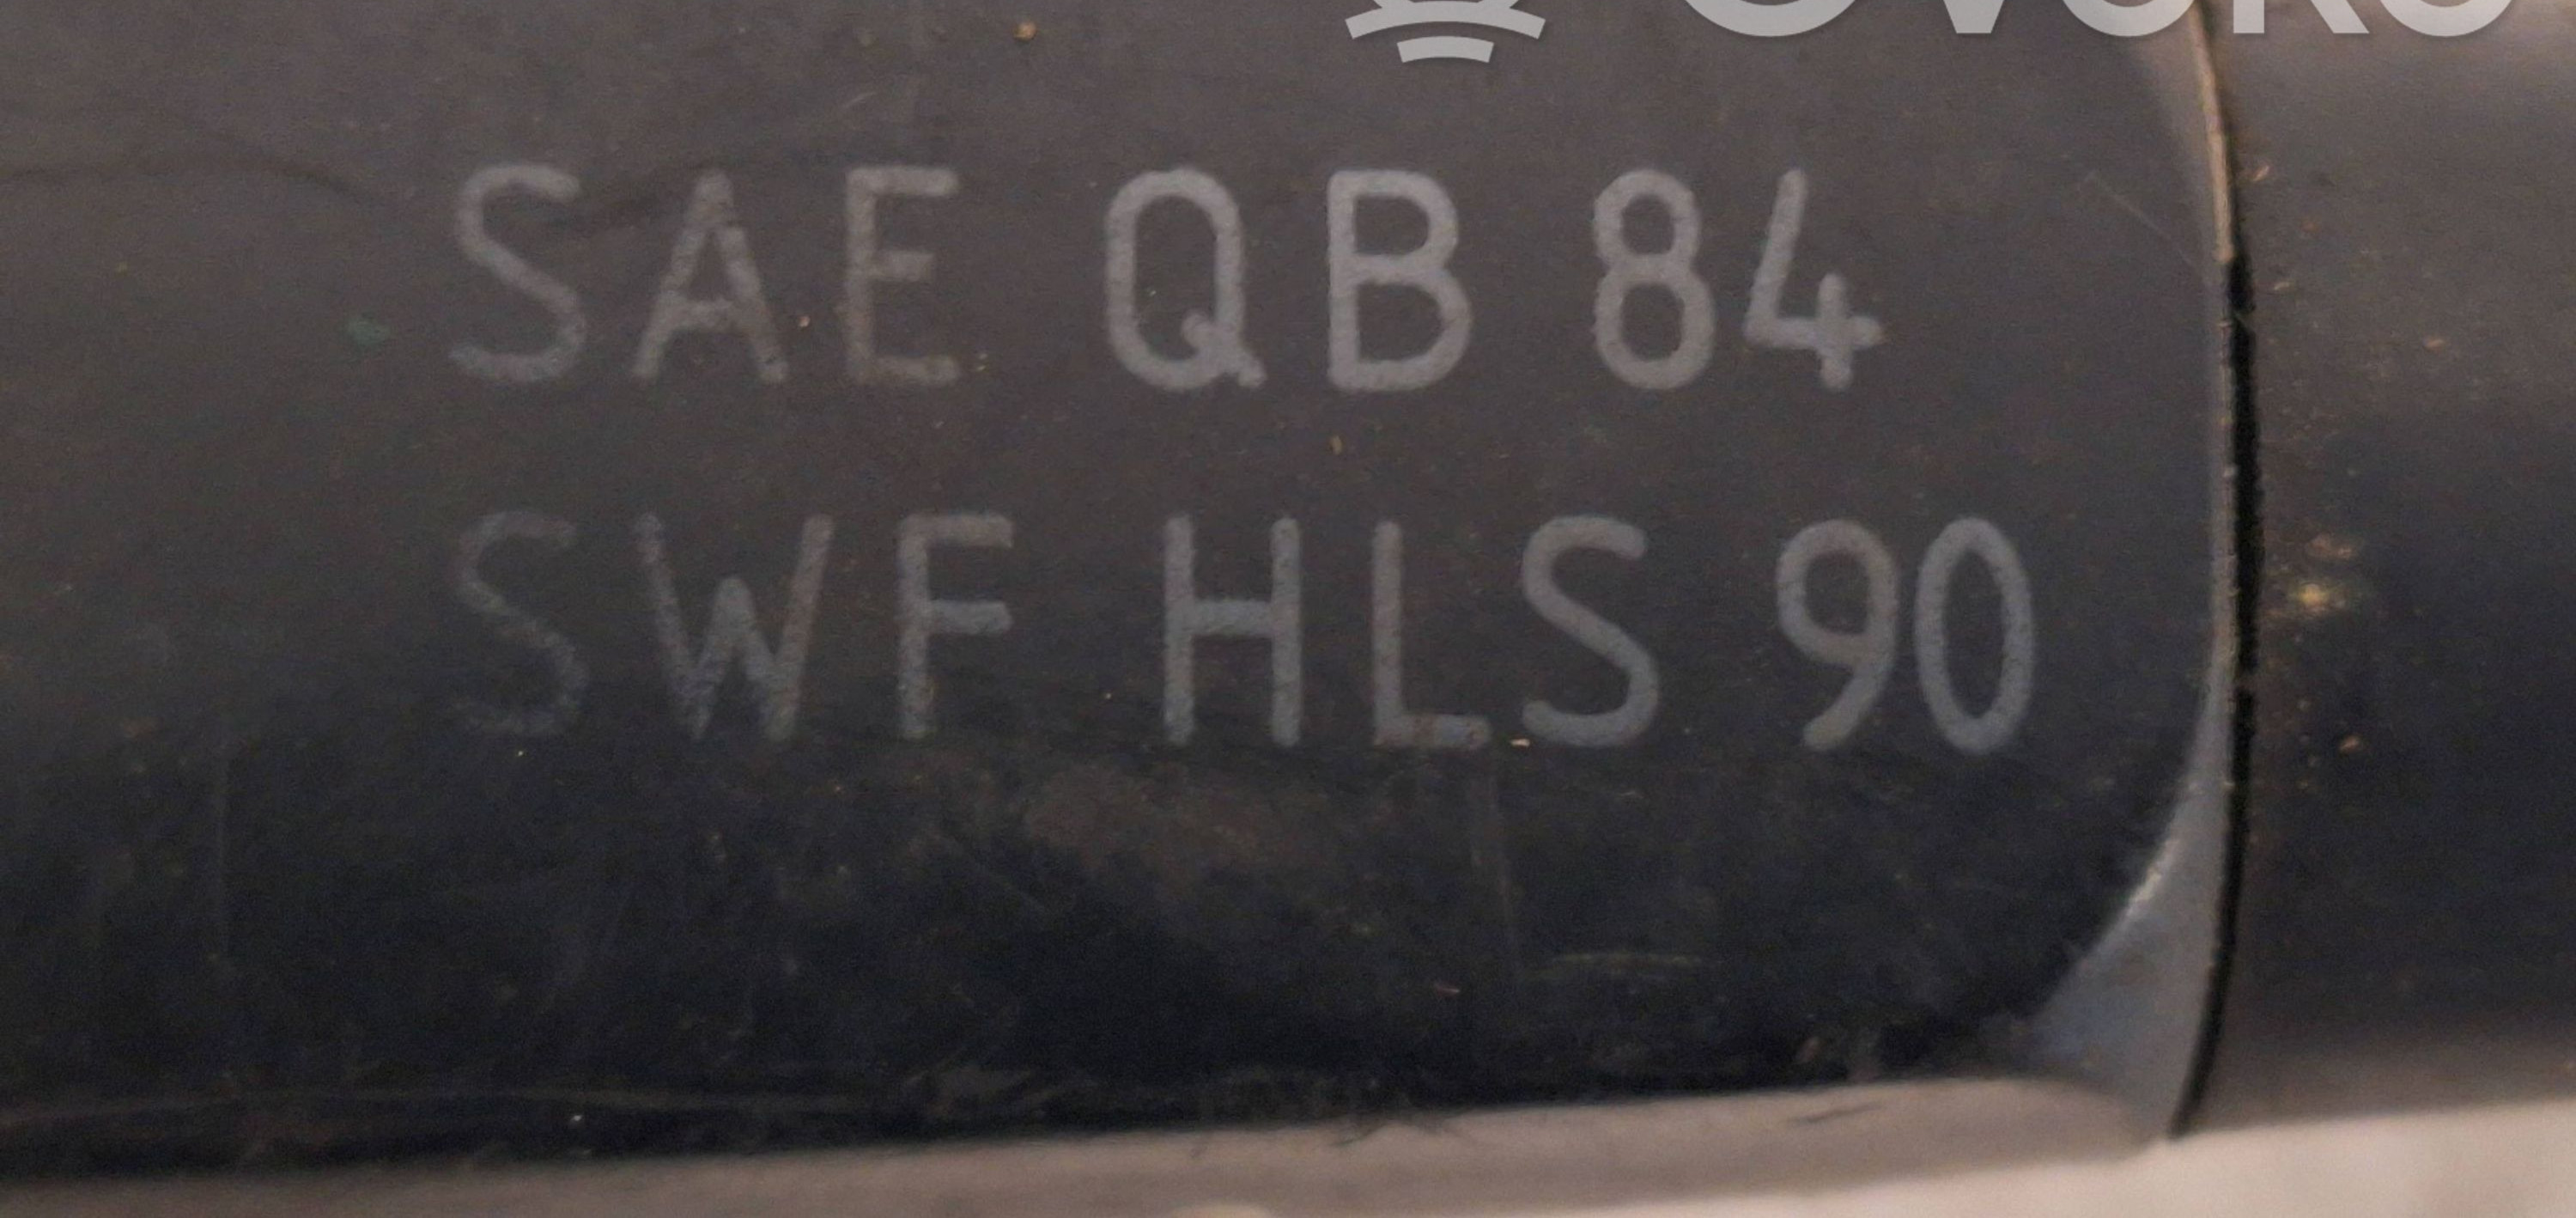 SAE QB 84
SWF HLS 90